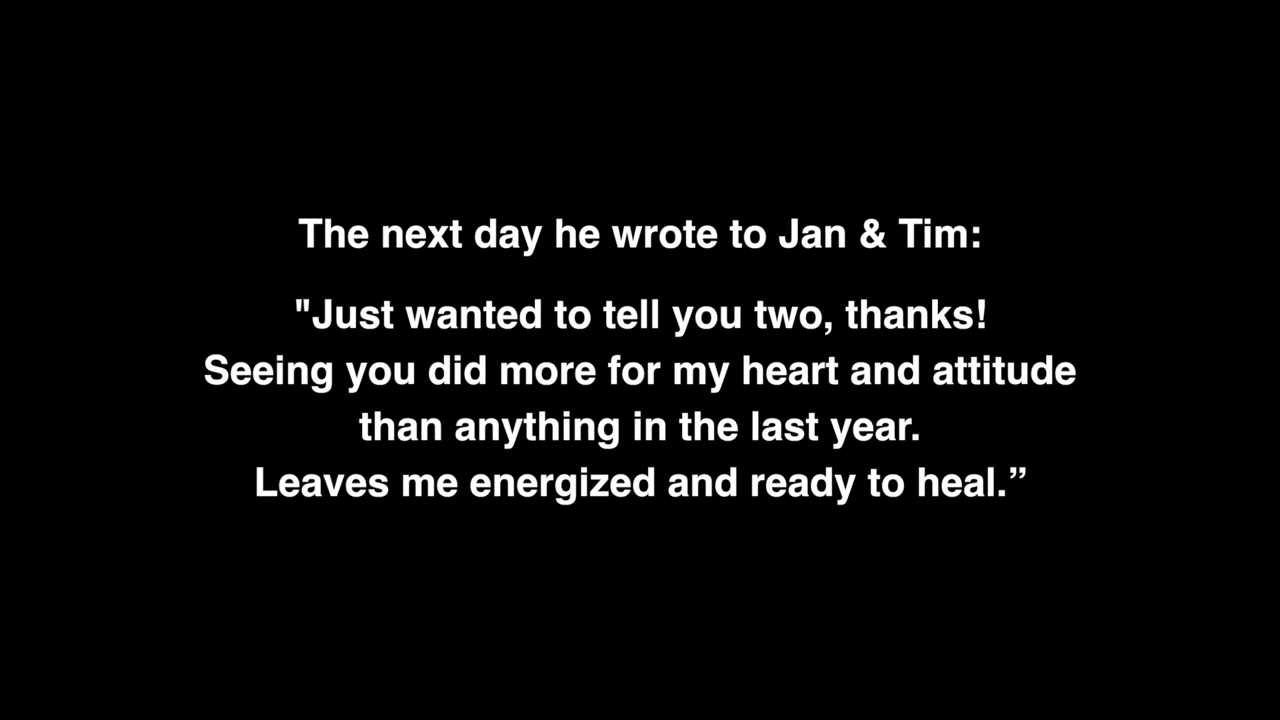 The next day he wrote to Jan & Tim:
"Just wanted to tell you two, thanks!
Seeing you did more for my heart and attitude
than anything in the last year.
Leaves me energized and ready to heal.”